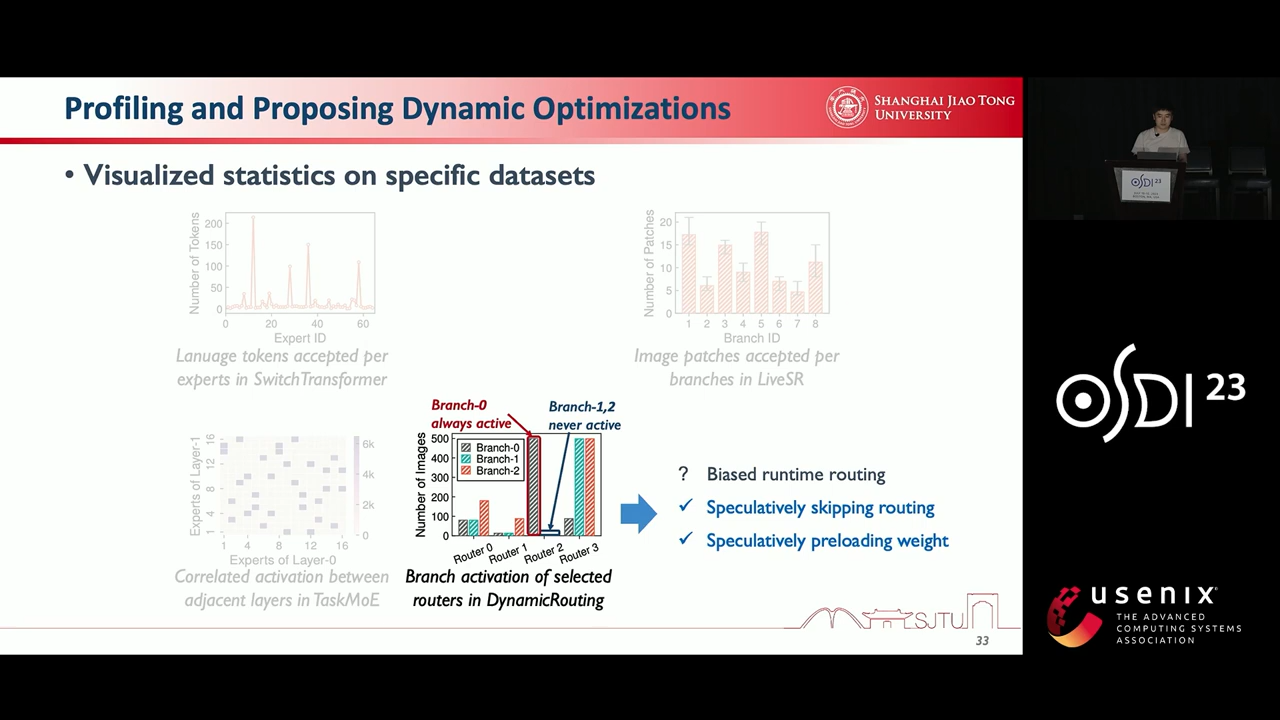 Profiling and Proposing Dynamic Optimizations
SHANGHAI JIAO TONG
UNIVERSITY
• Visualized statistics on specific datasets
Number of Tokens
200
150
100
50
0
0 20 40 60
Expert ID
Lanuage tokens accepted per
experts in SwitchTransformer
Number of Patches
20
15
10
5
0
1 2 3 4 5 6 7 8
Branch ID
Image patches accepted per
branches in LiveSR
Experts of Layer-1
16
12
8
4
1
1 4 8 12 16
Experts of Layer-0
6k
4k
2k
0
Correlated activation between
adjacent layers in TaskMoE
Branch-0
always active
Branch-1,2
never active
Number of Images
500
400
300
200
100
0
Branch-0
Branch-1
Branch-2
Router 0 Router 1 Router 2 Router 3
Branch activation of selected
routers in DynamicRouting
? Biased runtime routing
✓ Speculatively skipping routing
✓ Speculatively preloading weight
SJTU
33
OSDI 23
OSDI 23
usenix
THE ADVANCED
COMPUTING SYSTEMS
ASSOCIATION